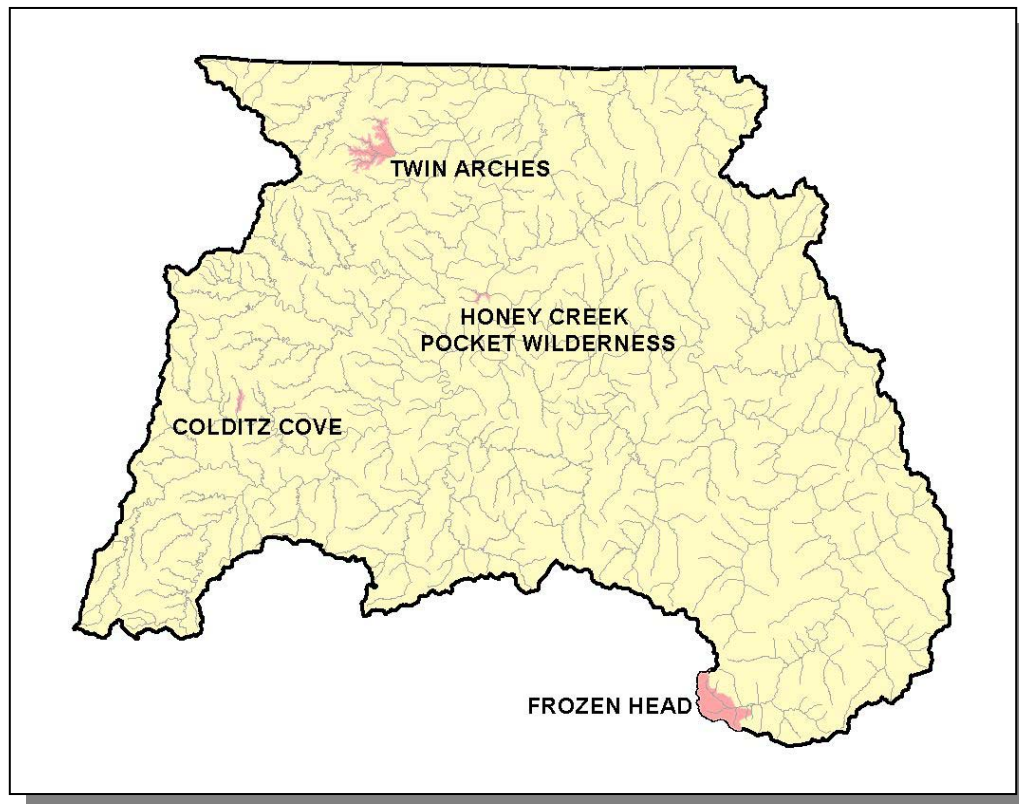 TWIN ARCHES
HONEY CREEK
POCKET WILDERNESS
COLDITZ COVE
FROZEN HEAD